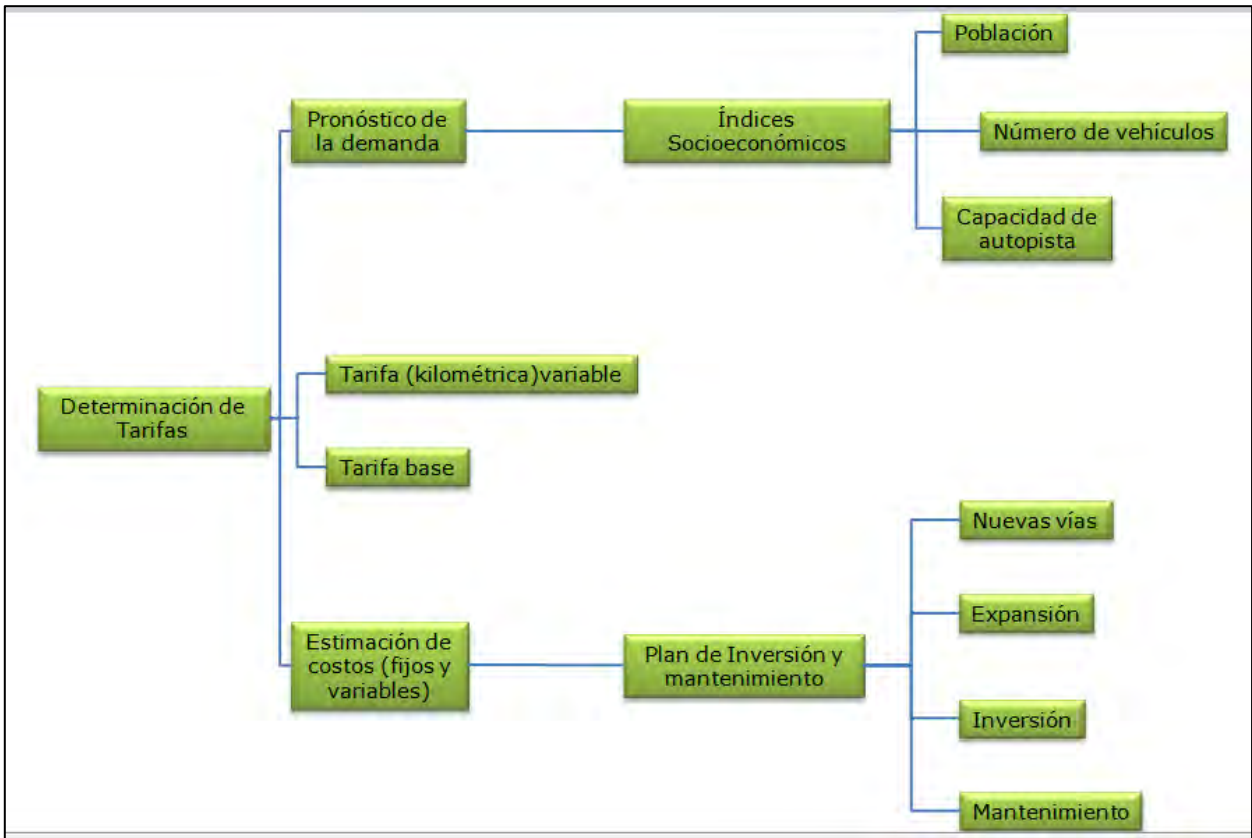 Población
Pronóstico de
la demanda
Índices
Socioeconómicos
Número de vehículos
Capacidad de
autopista
Tarifa (kilométrica)variable
Determinación de
Tarifas
Tarifa base
Nuevas vías
Expansión
Estimación de
costos (fijos y
variables)
Plan de Inversión y
mantenimiento
Inversión
Mantenimiento